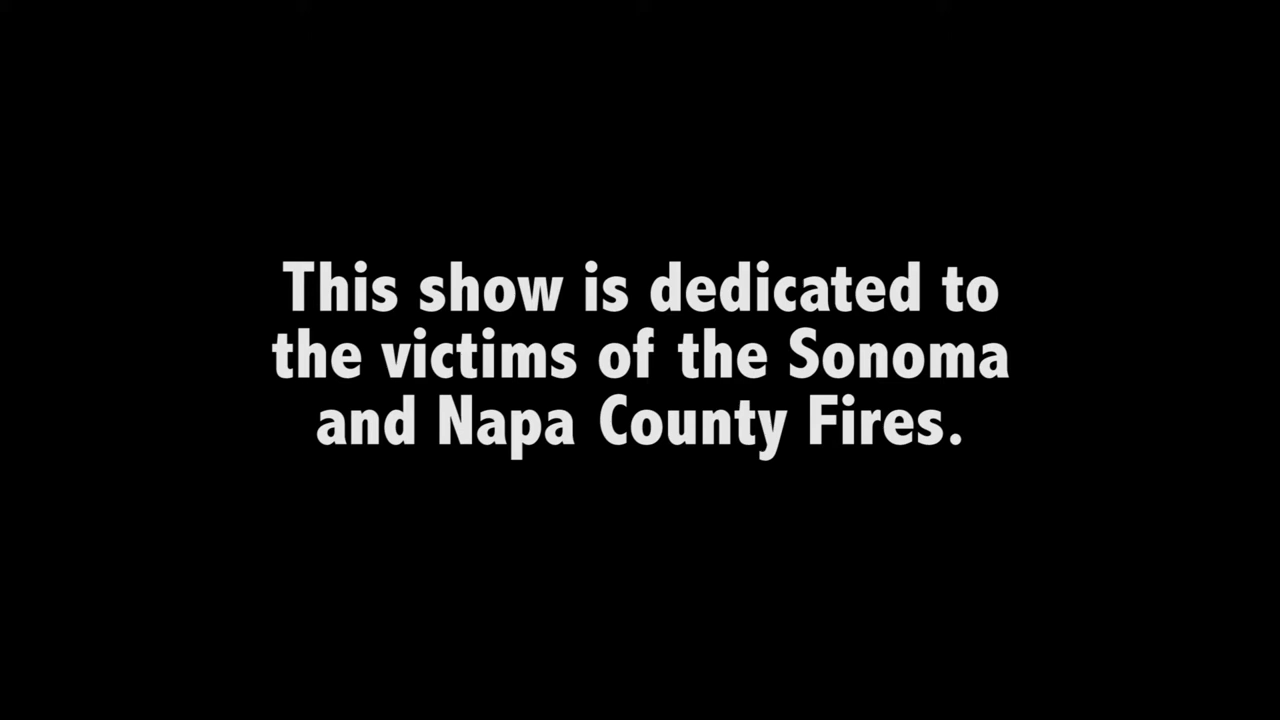 This show is dedicated to
the victims of the Sonoma
and Napa County Fires.